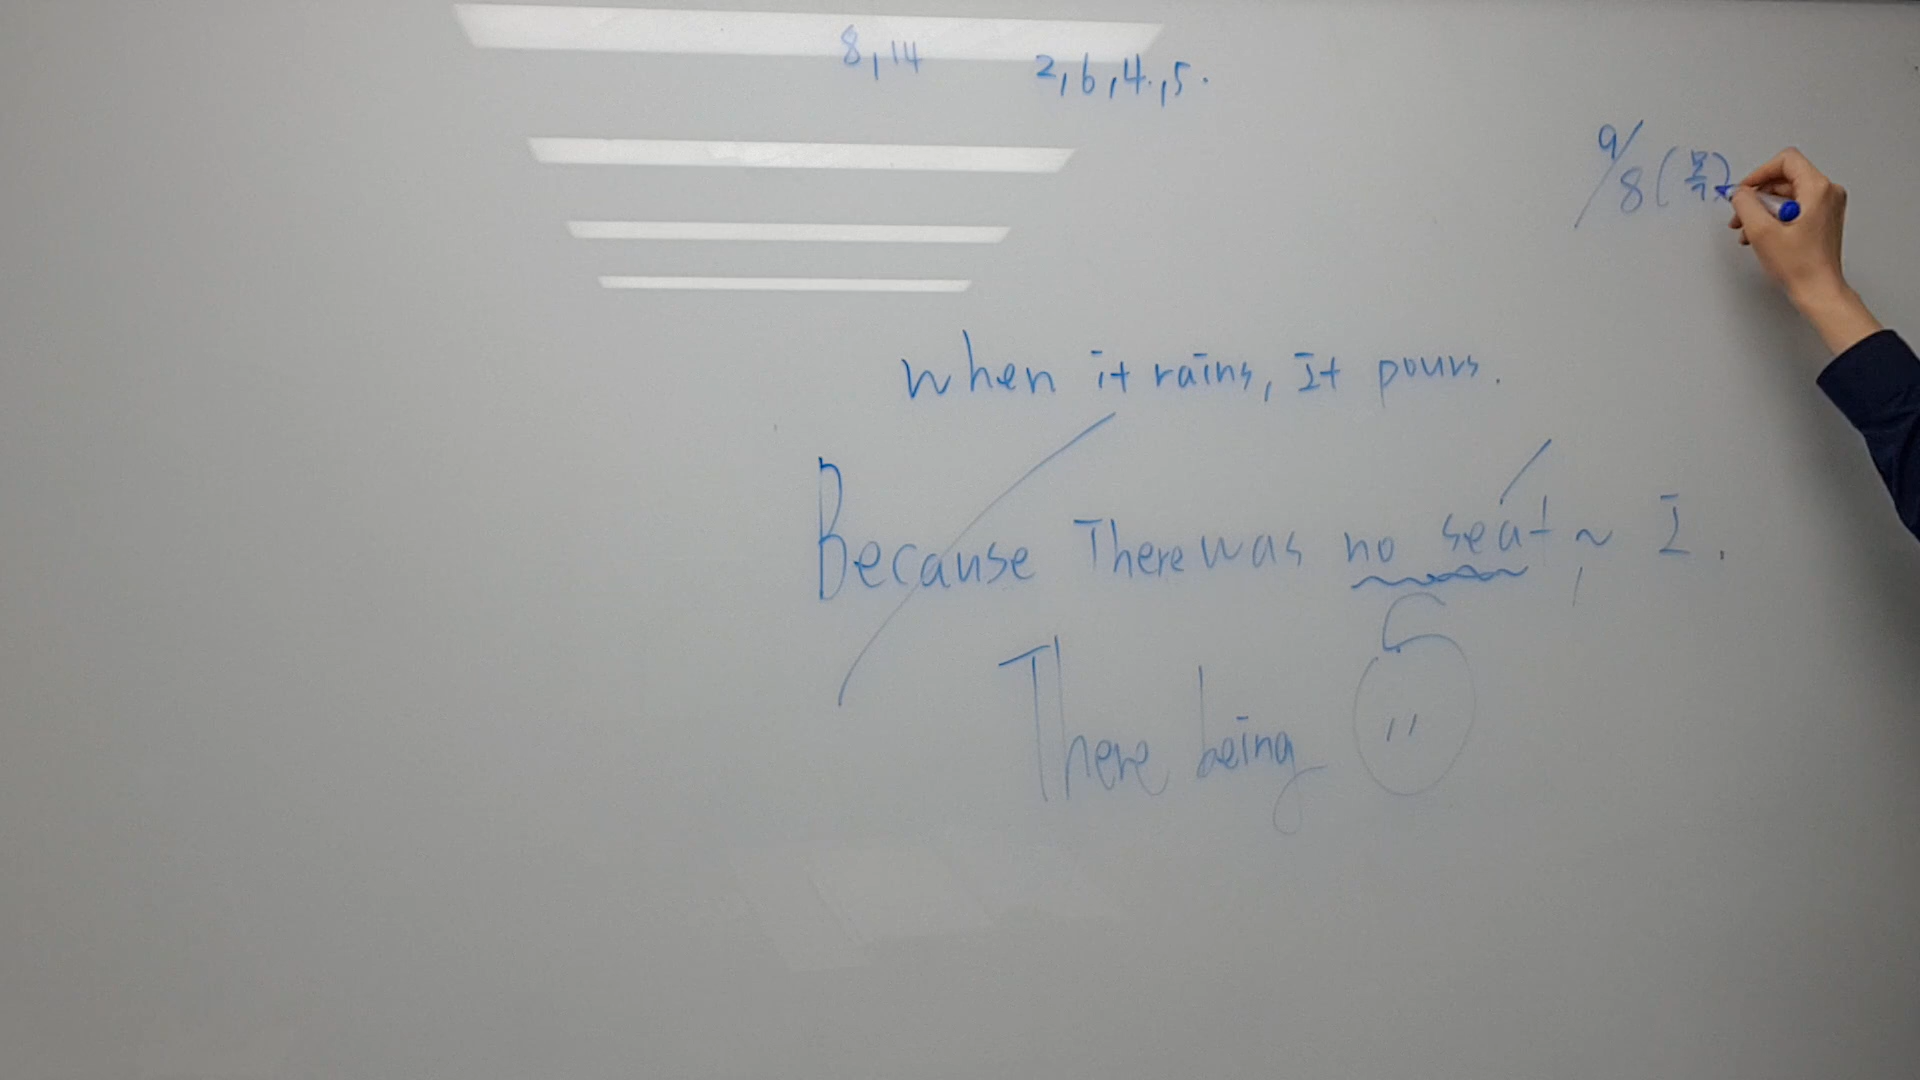 8,14
2,6,4,5.
9/8 (목)
When it rains, It pours.
Because There was no seat, ~ I.
There being "